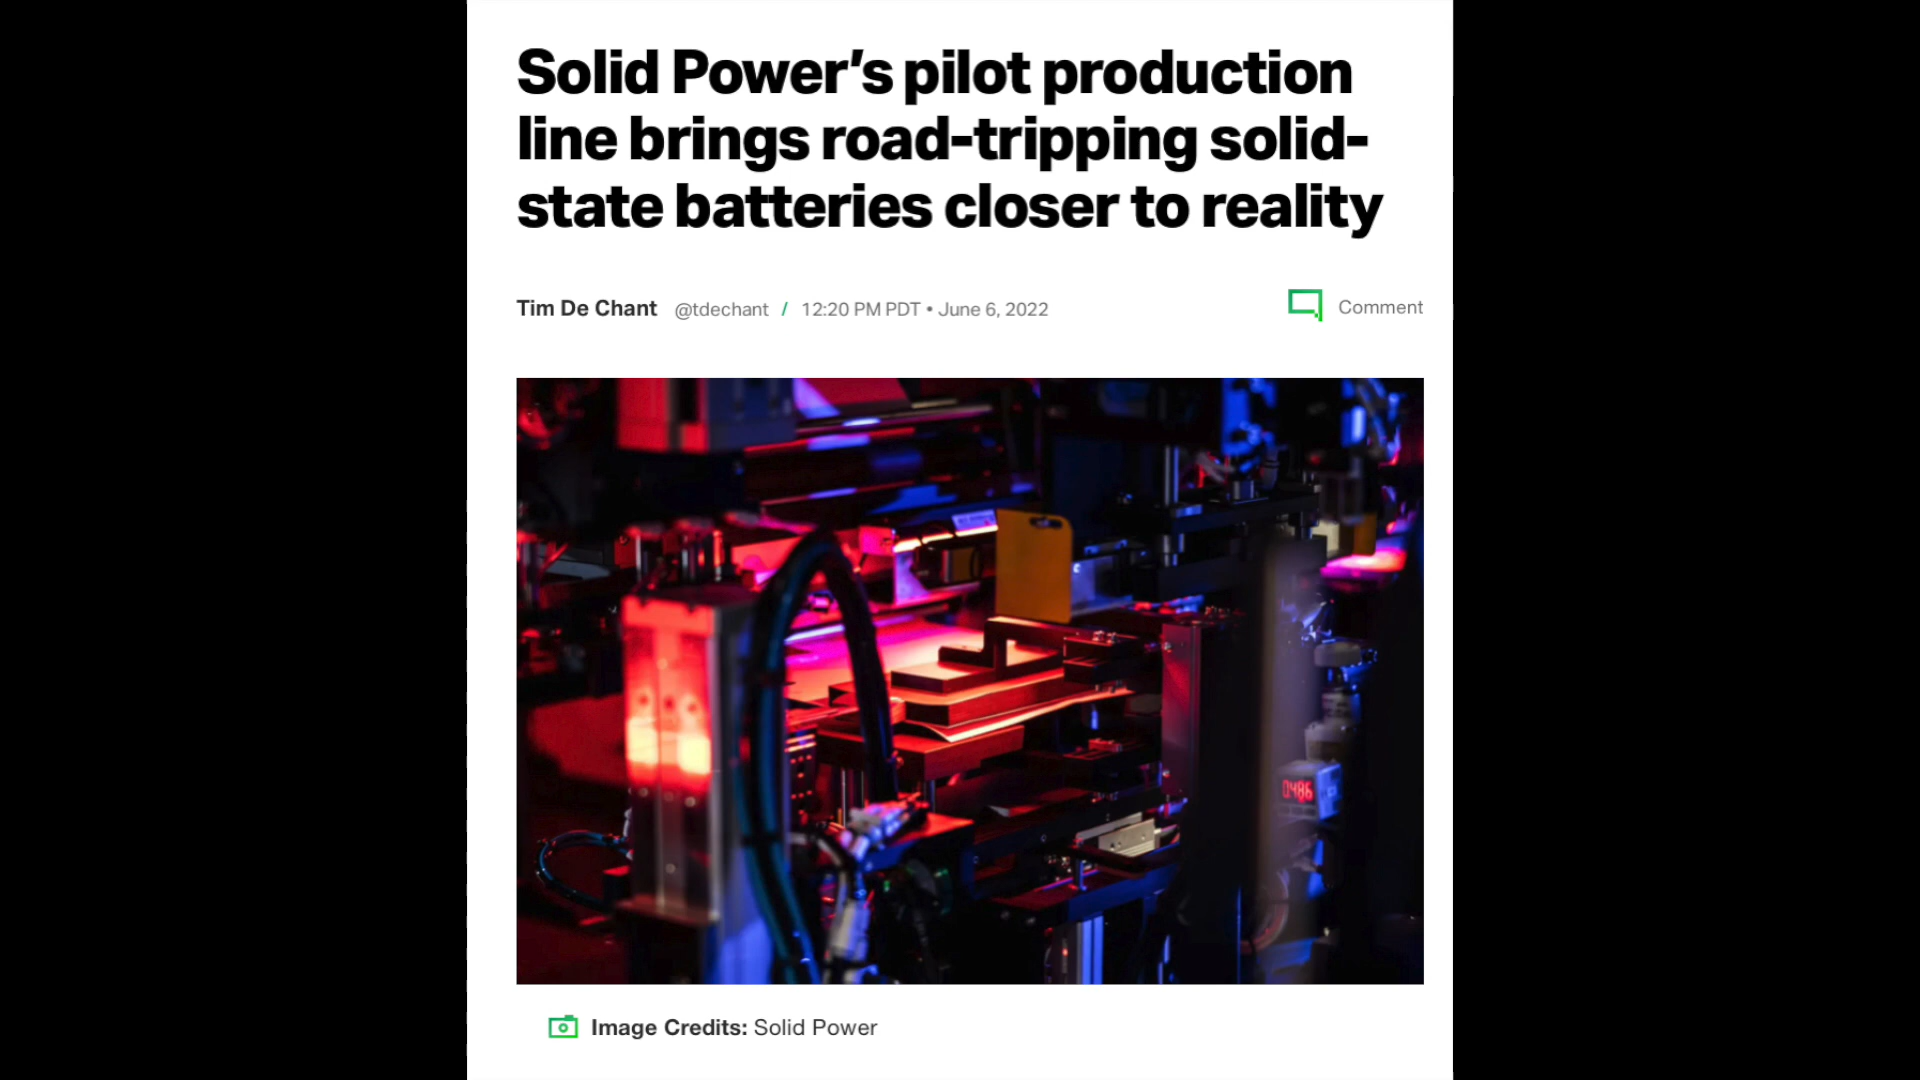 Solid Power’s pilot production
line brings road-tripping solid-
state batteries closer to reality
Tim De Chant @tdechant / 12:20 PM PDT • June 6, 2022
Comment
0486
Image Credits: Solid Power